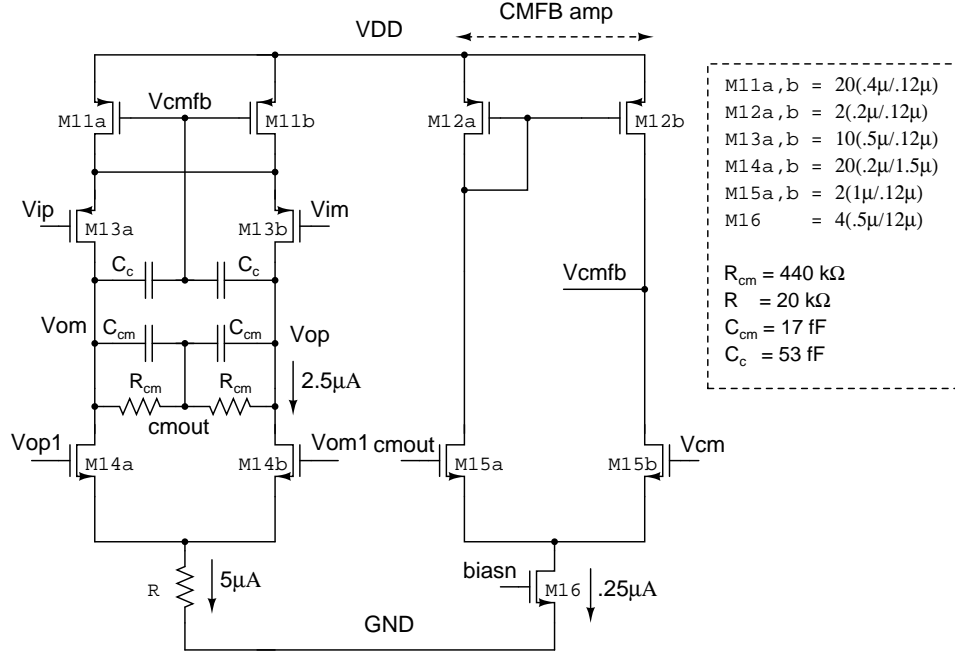 CMFB amp
VDD
Vcmfb
M11a
M11b
M12a
M12b
Vip
Vim
M13a
M13b
C_c
C_c
Vcmfb
Vom
C_cm
C_cm
Vop
R_cm
R_cm
2.5μA
cmout
Vop1
Vom1
cmout
Vcm
M14a
M14b
M15a
M15b
R
5μA
biasn
M16
.25μA
GND
M11a,b = 20(.4μ/.12μ)
M12a,b = 2(.2μ/.12μ)
M13a,b = 10(.5μ/.12μ)
M14a,b = 20(.2μ/1.5μ)
M15a,b = 2(1μ/.12μ)
M16 = 4(.5μ/12μ)
R_cm = 440 kΩ
R = 20 kΩ
C_cm = 17 fF
C_c = 53 fF